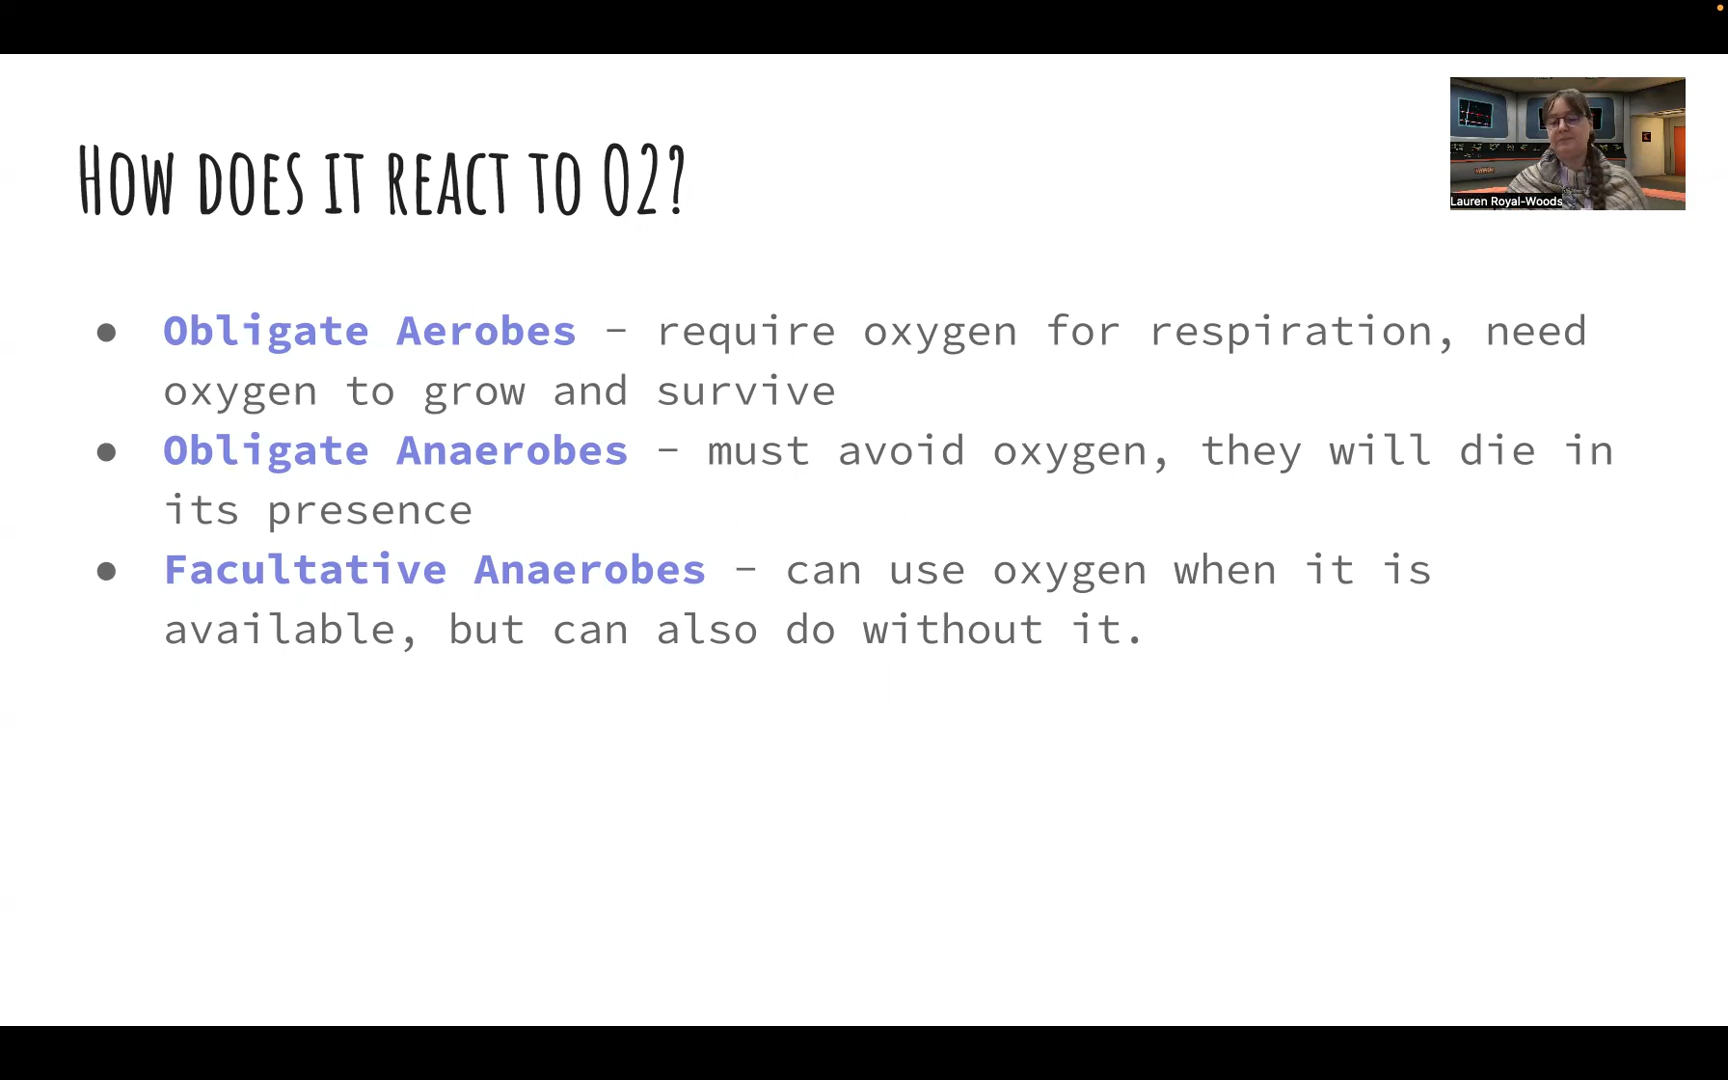 How does it react to O2?
Lauren Royal-Woods
● Obligate Aerobes – require oxygen for respiration, need
oxygen to grow and survive
● Obligate Anaerobes – must avoid oxygen, they will die in
its presence
● Facultative Anaerobes – can use oxygen when it is
available, but can also do without it.